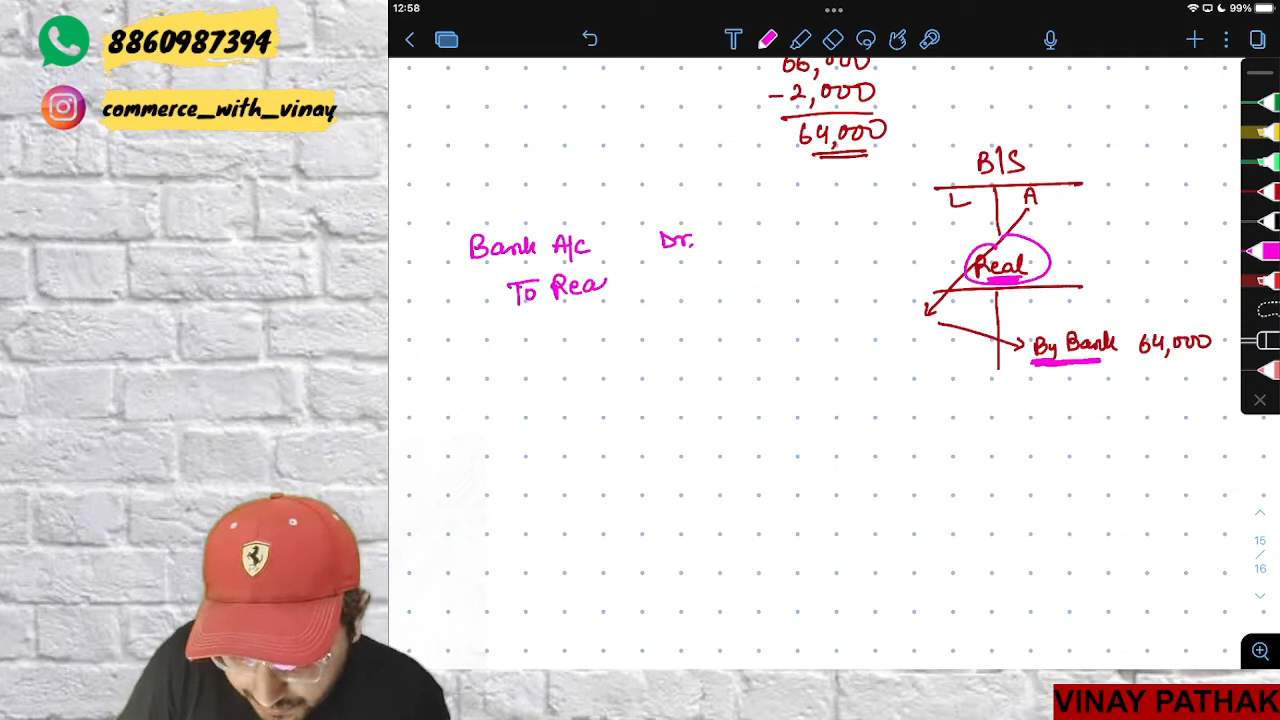 8860987394
commerce_with_vinay
12:58
99%
T
66,000
-2,000
64,000
B/S
L A
Bank A/c Dr.
To Rea
Real
By Bank 64,000
15
/
16
VINAY PATHAK